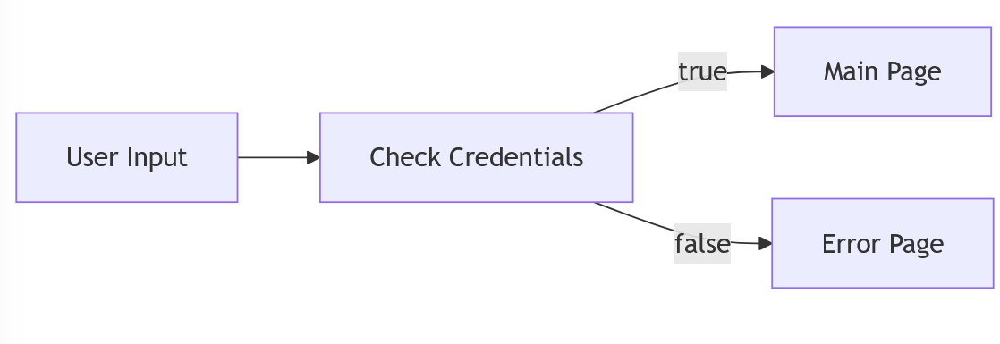 User Input
Check Credentials
true
Main Page
false
Error Page